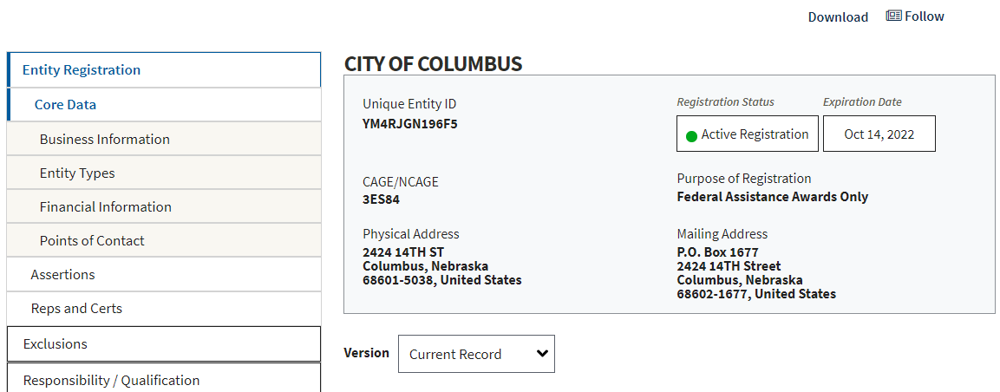 Download Follow
Entity Registration
Core Data
Business Information
Entity Types
Financial Information
Points of Contact
Assertions
Reps and Certs
Exclusions
Responsibility / Qualification
CITY OF COLUMBUS
Unique Entity ID
YM4RJGN196F5
Registration Status
Active Registration
Expiration Date
Oct 14, 2022
CAGE/NCAGE
3ES84
Purpose of Registration
Federal Assistance Awards Only
Physical Address
2424 14TH ST
Columbus, Nebraska
68601-5038, United States
Mailing Address
P.O. Box 1677
2424 14TH Street
Columbus, Nebraska
68602-1677, United States
Version Current Record